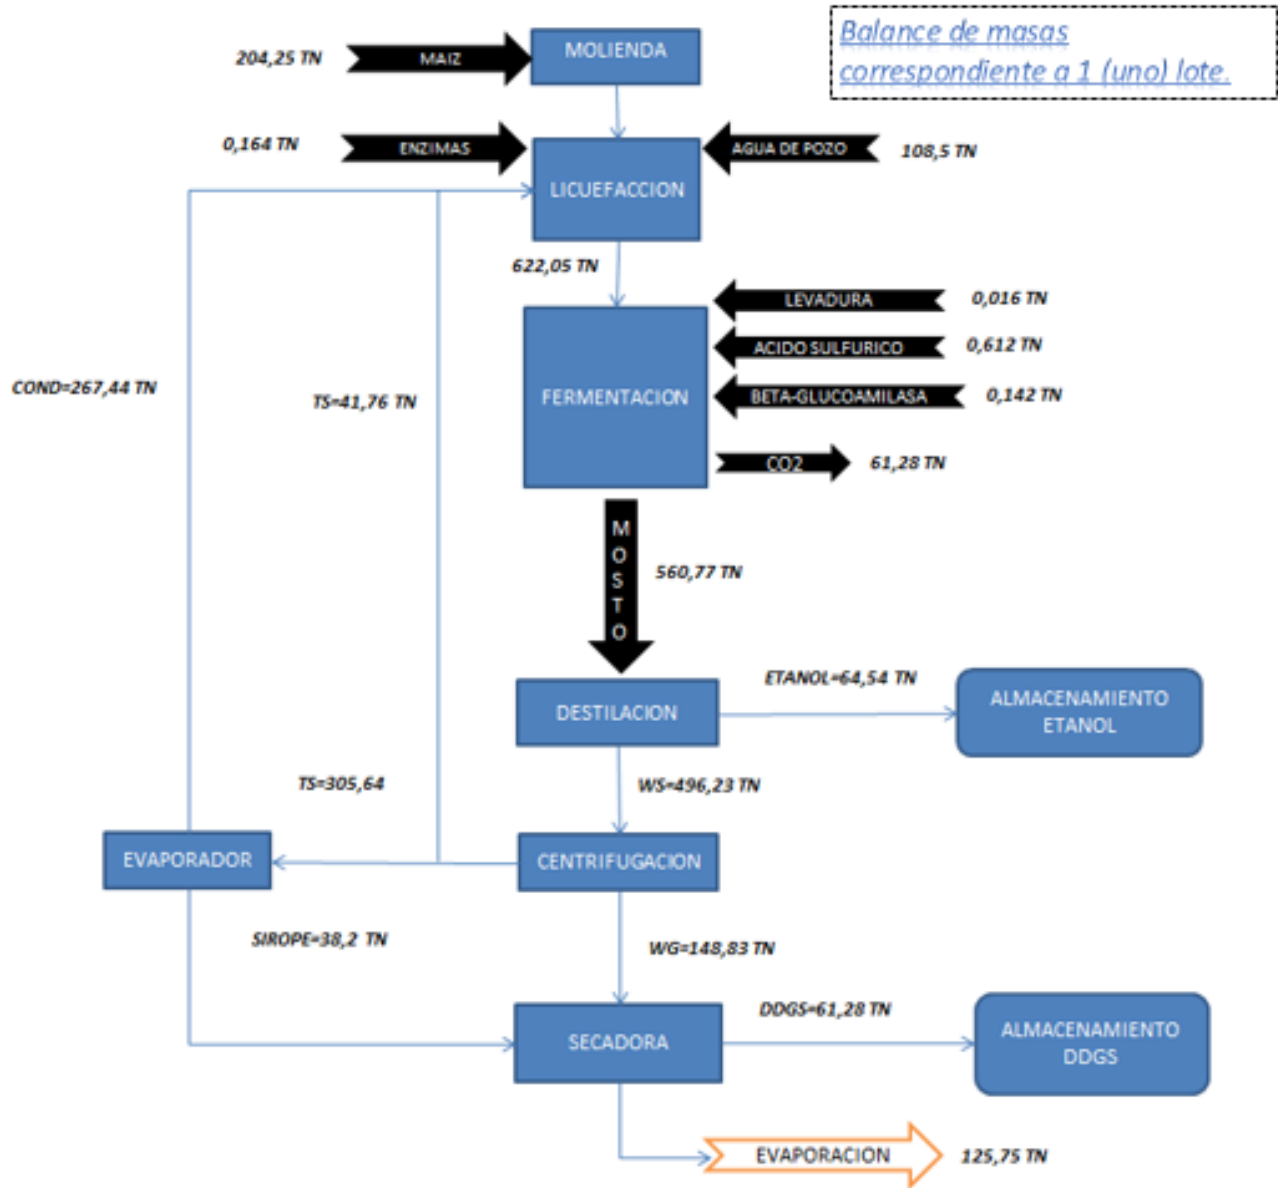 Balance de masas
correspondiente a 1 (uno) lote.
204,25 TN
MAIZ
MOLIENDA
0,164 TN
ENZIMAS
AGUA DE POZO
108,5 TN
LICUEFACCION
622,05 TN
LEVADURA
0,016 TN
ACIDO SULFURICO
0,612 TN
COND=267,44 TN
TS=41,76 TN
FERMENTACION
BETA-GLUCOAMILASA
0,142 TN
CO2
61,28 TN
MOSTO
560,77 TN
ETANOL=64,54 TN
DESTILACION
ALMACENAMIENTO
ETANOL
TS=305,64
WS=496,23 TN
EVAPORADOR
CENTRIFUGACION
SIROPE=38,2 TN
WG=148,83 TN
DDGS=61,28 TN
SECADORA
ALMACENAMIENTO
DDGS
EVAPORACION
125,75 TN